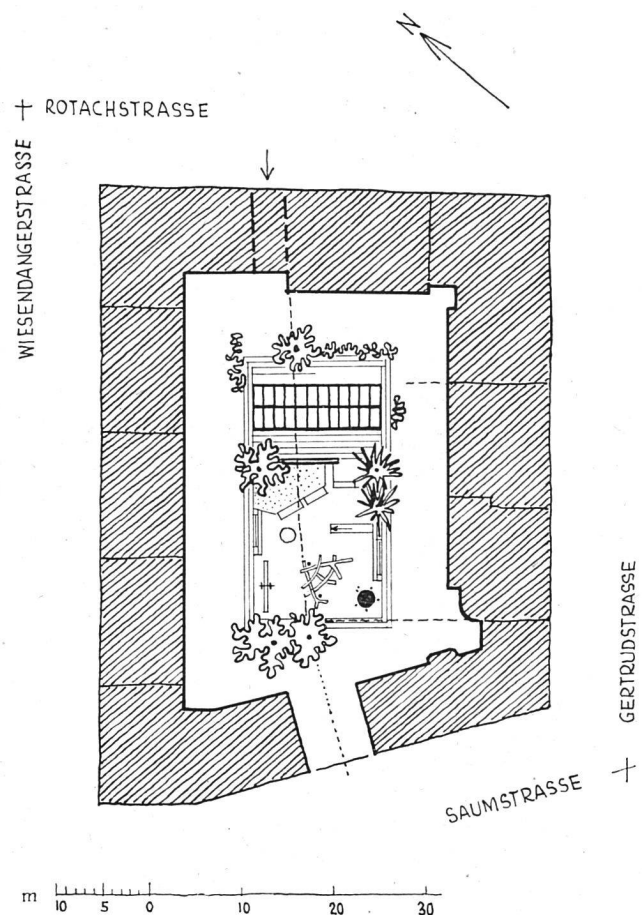 N
ROTACHSTRASSE
WIESENDANGERSTRASSE
GERTRUDSTRASSE
SAUMSTRASSE
m 10 5 0 10 20 30